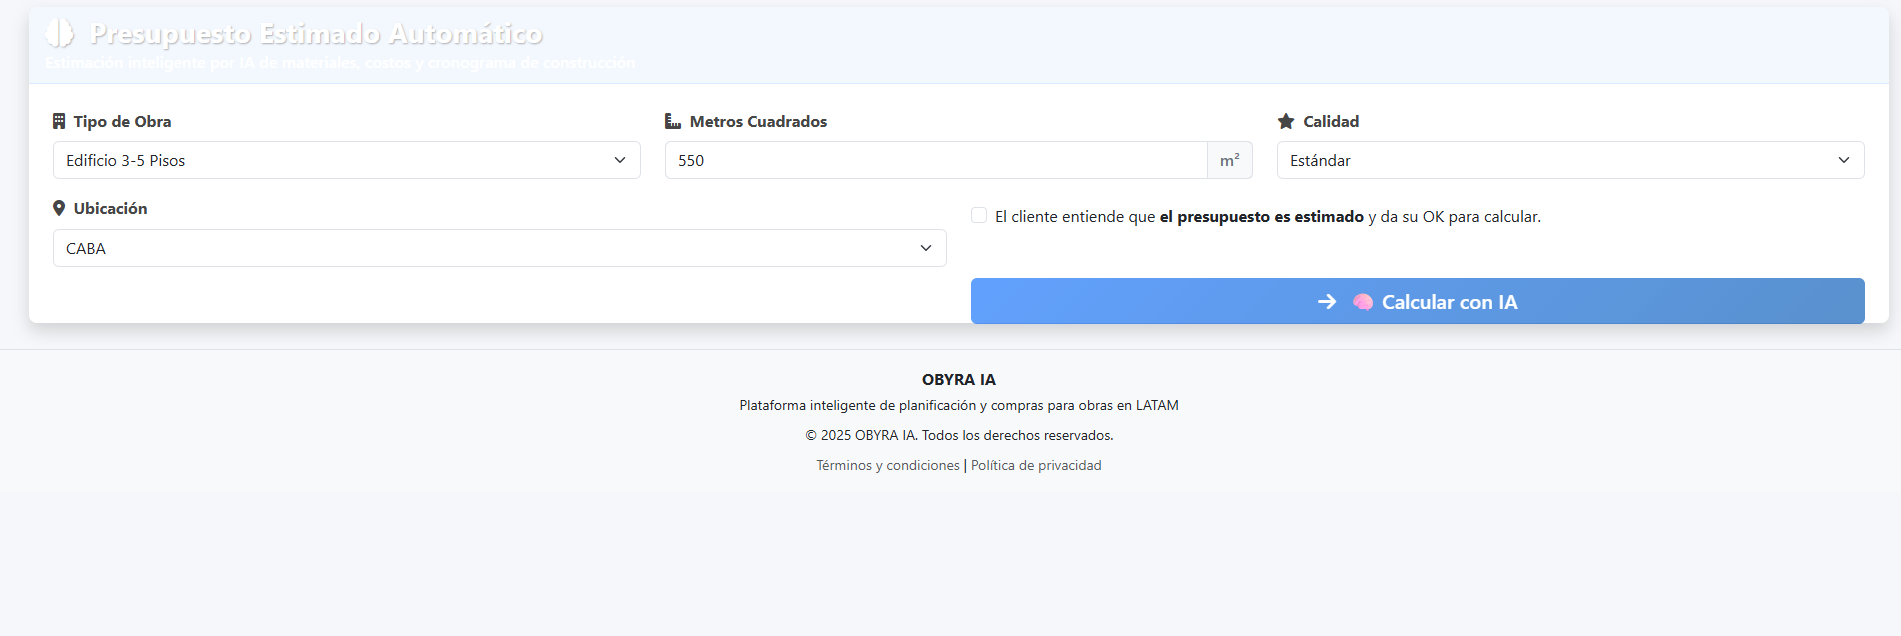 Presupuesto Estimado Automático
Estimación inteligente por IA de materiales, costos y cronograma de construcción
Tipo de Obra
Metros Cuadrados
Calidad
Edificio 3-5 Pisos
550
m²
Estándar
Ubicación
El cliente entiende que el presupuesto es estimado y da su OK para calcular.
CABA
Calcular con IA
OBYRA IA
Plataforma inteligente de planificación y compras para obras en LATAM
© 2025 OBYRA IA. Todos los derechos reservados.
Términos y condiciones | Política de privacidad